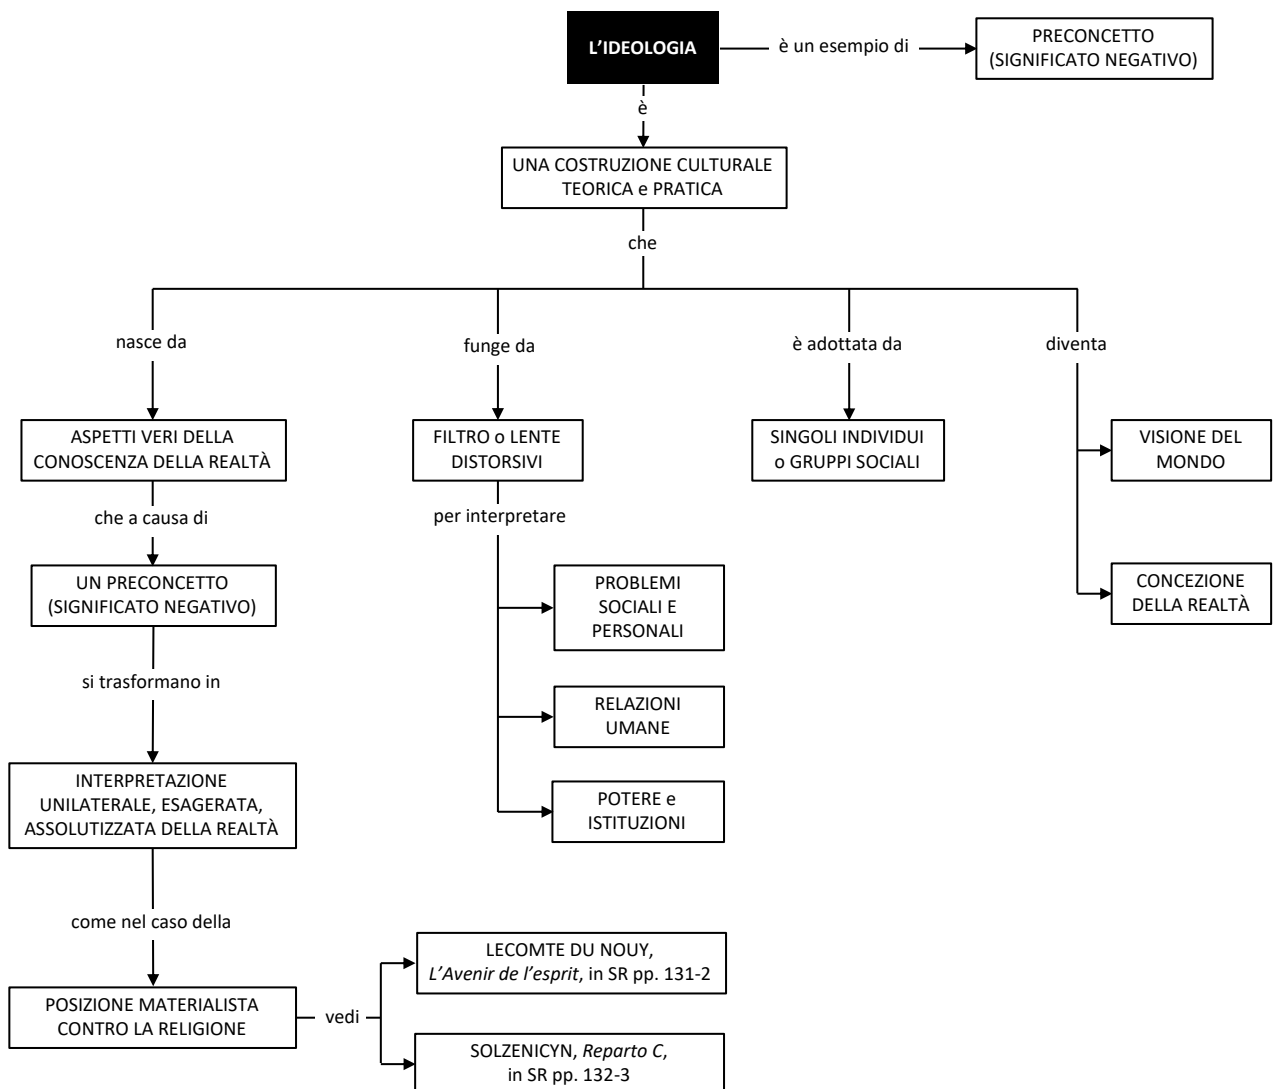 L'IDEOLOGIA
è un esempio di
PRECONCETTO
(SIGNIFICATO NEGATIVO)
è
UNA COSTRUZIONE CULTURALE
TEORICA e PRATICA
che
nasce da
funge da
è adottata da
diventa
ASPETTI VERI DELLA
CONOSCENZA DELLA REALTÀ
FILTRO o LENTE
DISTORSIVI
SINGOLI INDIVIDUI
o GRUPPI SOCIALI
VISIONE DEL
MONDO
che a causa di
per interpretare
UN PRECONCETTO
(SIGNIFICATO NEGATIVO)
PROBLEMI
SOCIALI E
PERSONALI
CONCEZIONE
DELLA REALTÀ
si trasformano in
RELAZIONI
UMANE
INTERPRETAZIONE
UNILATERALE, ESAGERATA,
ASSOLUTIZZATA DELLA REALTÀ
POTERE e
ISTITUZIONI
come nel caso della
POSIZIONE MATERIALISTA
CONTRO LA RELIGIONE
vedi
LECOMTE DU NOUY,
L'Avenir de l'esprit, in SR pp. 131-2
SOLZENICYN, Reparto C,
in SR pp. 132-3